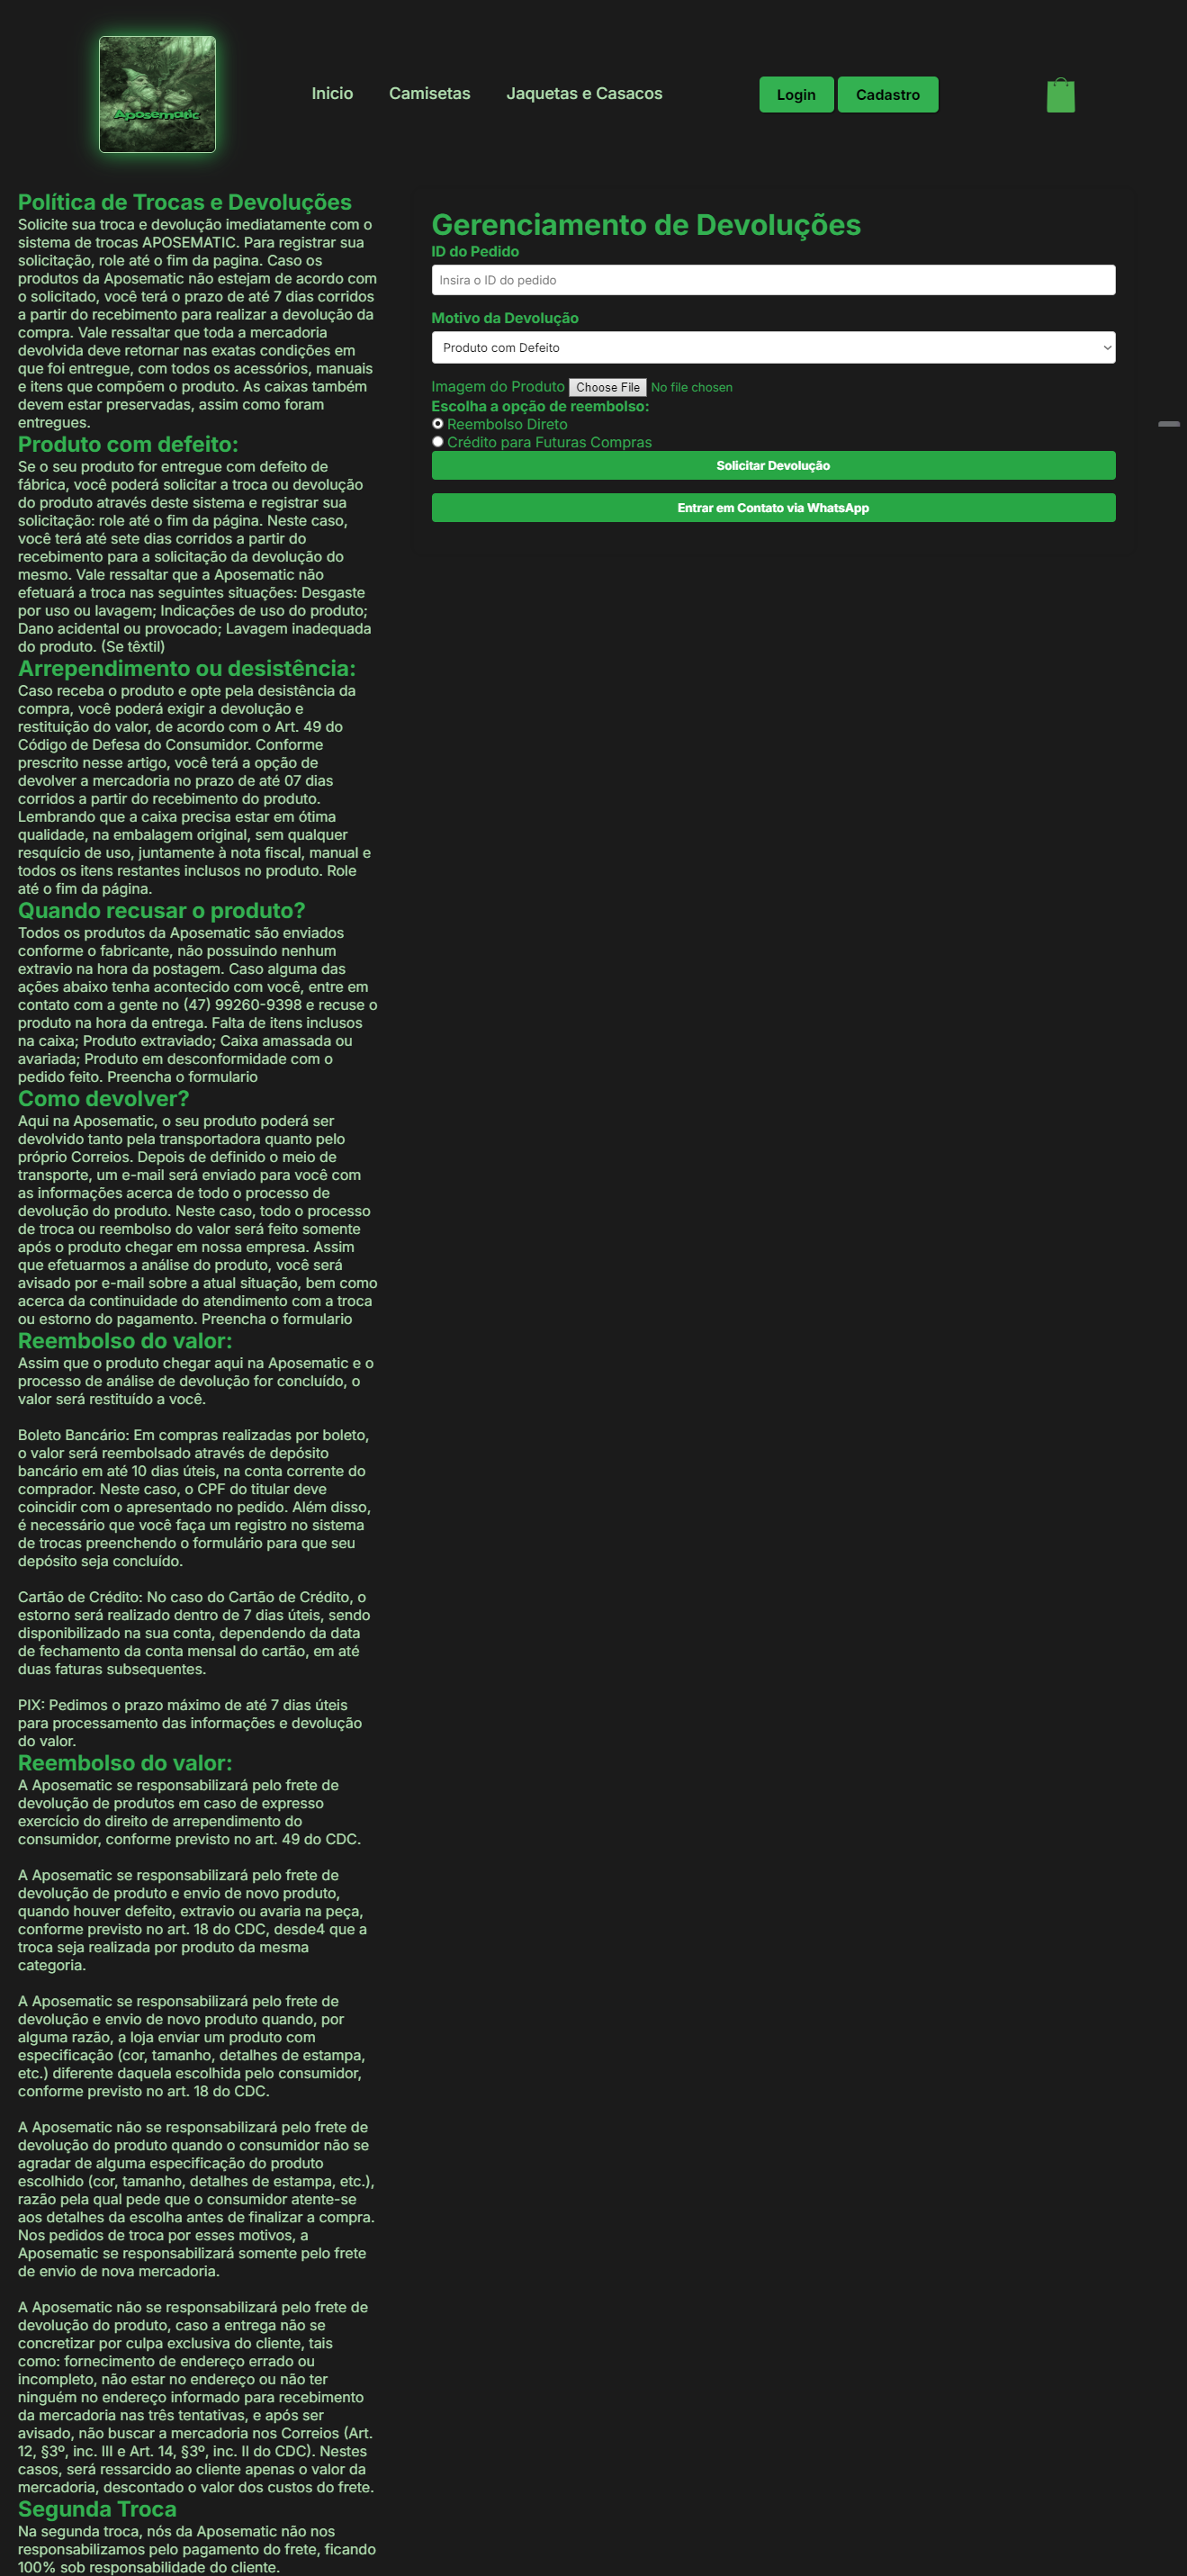 Aposematic
Inicio
Camisetas
Jaquetas e Casacos
Login
Cadastro
Política de Trocas e Devoluções
Solicite sua troca e devolução imediatamente com o
sistema de trocas APOSEMATIC. Para registrar sua
solicitação, role até o fim da pagina. Caso os
produtos da Aposematic não estejam de acordo com
o solicitado, você terá o prazo de até 7 dias corridos
a partir do recebimento para realizar a devolução da
compra. Vale ressaltar que toda a mercadoria
devolvida deve retornar nas exatas condições em
que foi entregue, com todos os acessórios, manuais
e itens que compõem o produto. As caixas também
devem estar preservadas, assim como foram
entregues.
Produto com defeito:
Se o seu produto for entregue com defeito de
fábrica, você poderá solicitar a troca ou devolução
do produto através deste sistema e registrar sua
solicitação: role até o fim da página. Neste caso,
você terá até sete dias corridos a partir do
recebimento para a solicitação da devolução do
mesmo. Vale ressaltar que a Aposematic não
efetuará a troca nas seguintes situações: Desgaste
por uso ou lavagem; Indicações de uso do produto;
Dano acidental ou provocado; Lavagem inadequada
do produto. (Se têxtil)
Arrependimento ou desistência:
Caso receba o produto e opte pela desistência da
compra, você poderá exigir a devolução e
restituição do valor, de acordo com o Art. 49 do
Código de Defesa do Consumidor. Conforme
prescrito nesse artigo, você terá a opção de
devolver a mercadoria no prazo de até 07 dias
corridos a partir do recebimento do produto.
Lembrando que a caixa precisa estar em ótima
qualidade, na embalagem original, sem qualquer
resquício de uso, juntamente à nota fiscal, manual e
todos os itens restantes inclusos no produto. Role
até o fim da página.
Quando recusar o produto?
Todos os produtos da Aposematic são enviados
conforme o fabricante, não possuindo nenhum
extravio na hora da postagem. Caso alguma das
ações abaixo tenha acontecido com você, entre em
contato com a gente no (47) 99260-9398 e recuse o
produto na hora da entrega. Falta de itens inclusos
na caixa; Produto extraviado; Caixa amassada ou
avariada; Produto em desconformidade com o
pedido feito. Preencha o formulario
Como devolver?
Aqui na Aposematic, o seu produto poderá ser
devolvido tanto pela transportadora quanto pelo
próprio Correios. Depois de definido o meio de
transporte, um e-mail será enviado para você com
as informações acerca de todo o processo de
devolução do produto. Neste caso, todo o processo
de troca ou reembolso do valor será feito somente
após o produto chegar em nossa empresa. Assim
que efetuarmos a análise do produto, você será
avisado por e-mail sobre a atual situação, bem como
acerca da continuidade do atendimento com a troca
ou estorno do pagamento. Preencha o formulario
Reembolso do valor:
Assim que o produto chegar aqui na Aposematic e o
processo de análise de devolução for concluído, o
valor será restituído a você.
Boleto Bancário: Em compras realizadas por boleto,
o valor será reembolsado através de depósito
bancário em até 10 dias úteis, na conta corrente do
comprador. Neste caso, o CPF do titular deve
coincidir com o apresentado no pedido. Além disso,
é necessário que você faça um registro no sistema
de trocas preenchendo o formulário para que seu
depósito seja concluído.
Cartão de Crédito: No caso do Cartão de Crédito, o
estorno será realizado dentro de 7 dias úteis, sendo
disponibilizado na sua conta, dependendo da data
de fechamento da conta mensal do cartão, em até
duas faturas subsequentes.
PIX: Pedimos o prazo máximo de até 7 dias úteis
para processamento das informações e devolução
do valor.
Reembolso do valor:
A Aposematic se responsabilizará pelo frete de
devolução de produtos em caso de expresso
exercício do direito de arrependimento do
consumidor, conforme previsto no art. 49 do CDC.
A Aposematic se responsabilizará pelo frete de
devolução de produto e envio de novo produto,
quando houver defeito, extravio ou avaria na peça,
conforme previsto no art. 18 do CDC, desde4 que a
troca seja realizada por produto da mesma
categoria.
A Aposematic se responsabilizará pelo frete de
devolução e envio de novo produto quando, por
alguma razão, a loja enviar um produto com
especificação (cor, tamanho, detalhes de estampa,
etc.) diferente daquela escolhida pelo consumidor,
conforme previsto no art. 18 do CDC.
A Aposematic não se responsabilizará pelo frete de
devolução do produto quando o consumidor não se
agradar de alguma especificação do produto
escolhido (cor, tamanho, detalhes de estampa, etc.),
razão pela qual pede que o consumidor atente-se
aos detalhes da escolha antes de finalizar a compra.
Nos pedidos de troca por esses motivos, a
Aposematic se responsabilizará somente pelo frete
de envio de nova mercadoria.
A Aposematic não se responsabilizará pelo frete de
devolução do produto, caso a entrega não se
concretizar por culpa exclusiva do cliente, tais
como: fornecimento de endereço errado ou
incompleto, não estar no endereço ou não ter
ninguém no endereço informado para recebimento
da mercadoria nas três tentativas, e após ser
avisado, não buscar a mercadoria nos Correios (Art.
12, §3º, inc. III e Art. 14, §3º, inc. II do CDC). Nestes
casos, será ressarcido ao cliente apenas o valor da
mercadoria, descontado o valor dos custos do frete.
Segunda Troca
Na segunda troca, nós da Aposematic não nos
responsabilizamos pelo pagamento do frete, ficando
100% sob responsabilidade do cliente.
Gerenciamento de Devoluções
ID do Pedido
Insira o ID do pedido
Motivo da Devolução
Produto com Defeito
Imagem do Produto Choose File No file chosen
Escolha a opção de reembolso:
Reembolso Direto
Crédito para Futuras Compras
Solicitar Devolução
Entrar em Contato via WhatsApp